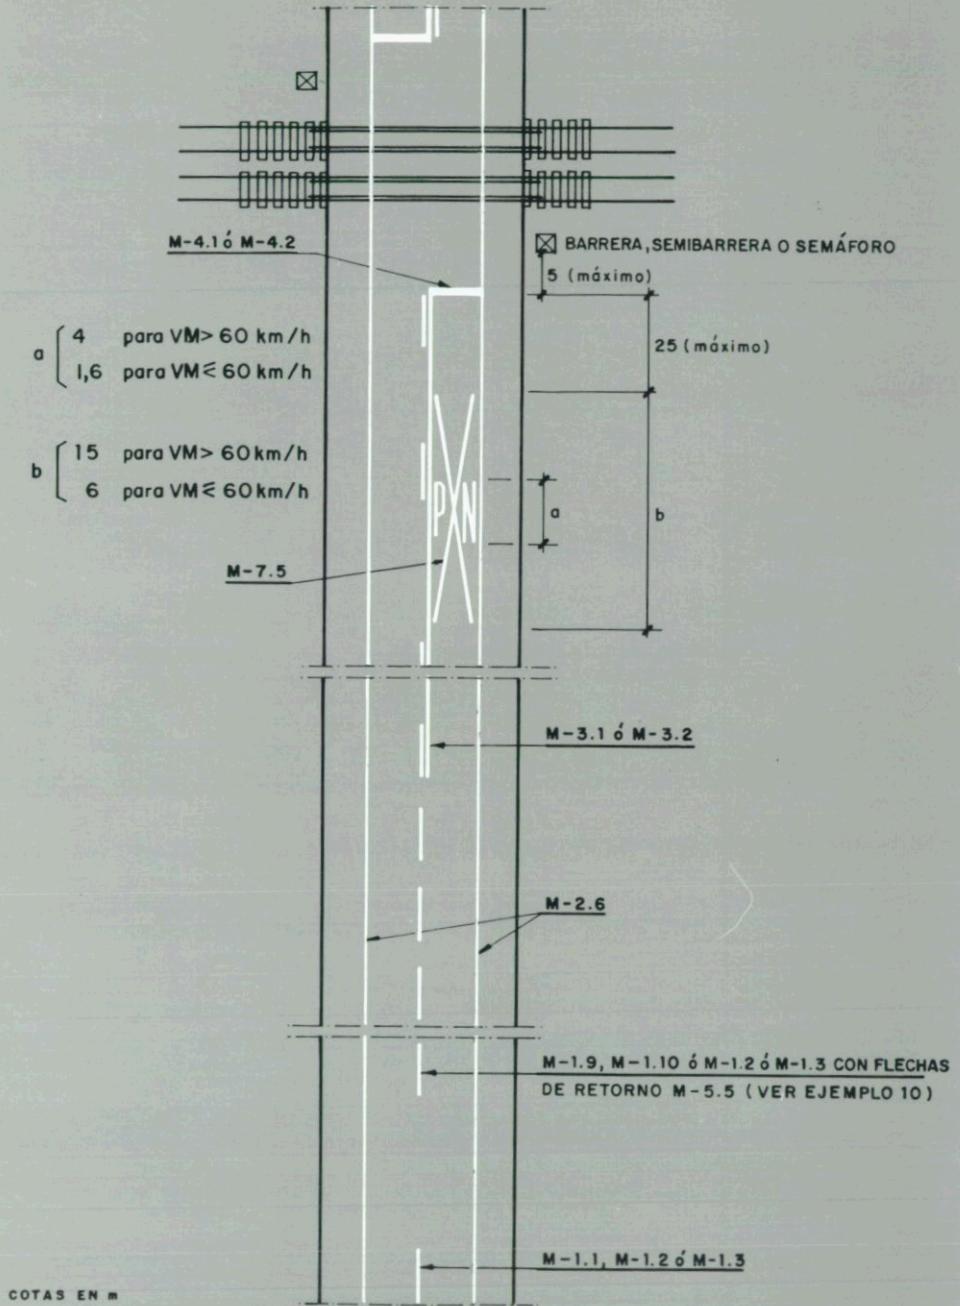 M-4.1 ó M-4.2
BARRERA, SEMIBARRERA O SEMÁFORO
5 (máximo)
25 (máximo)
a
4 para VM > 60 km/h
1,6 para VM ≤ 60 km/h
b
15 para VM > 60 km/h
6 para VM ≤ 60 km/h
P N
a
b
M-7.5
M-3.1 ó M-3.2
M-2.6
M-1.9, M-1.10 ó M-1.2 ó M-1.3 CON FLECHAS
DE RETORNO M-5.5 (VER EJEMPLO 10)
M-1.1, M-1.2 ó M-1.3
COTAS EN m